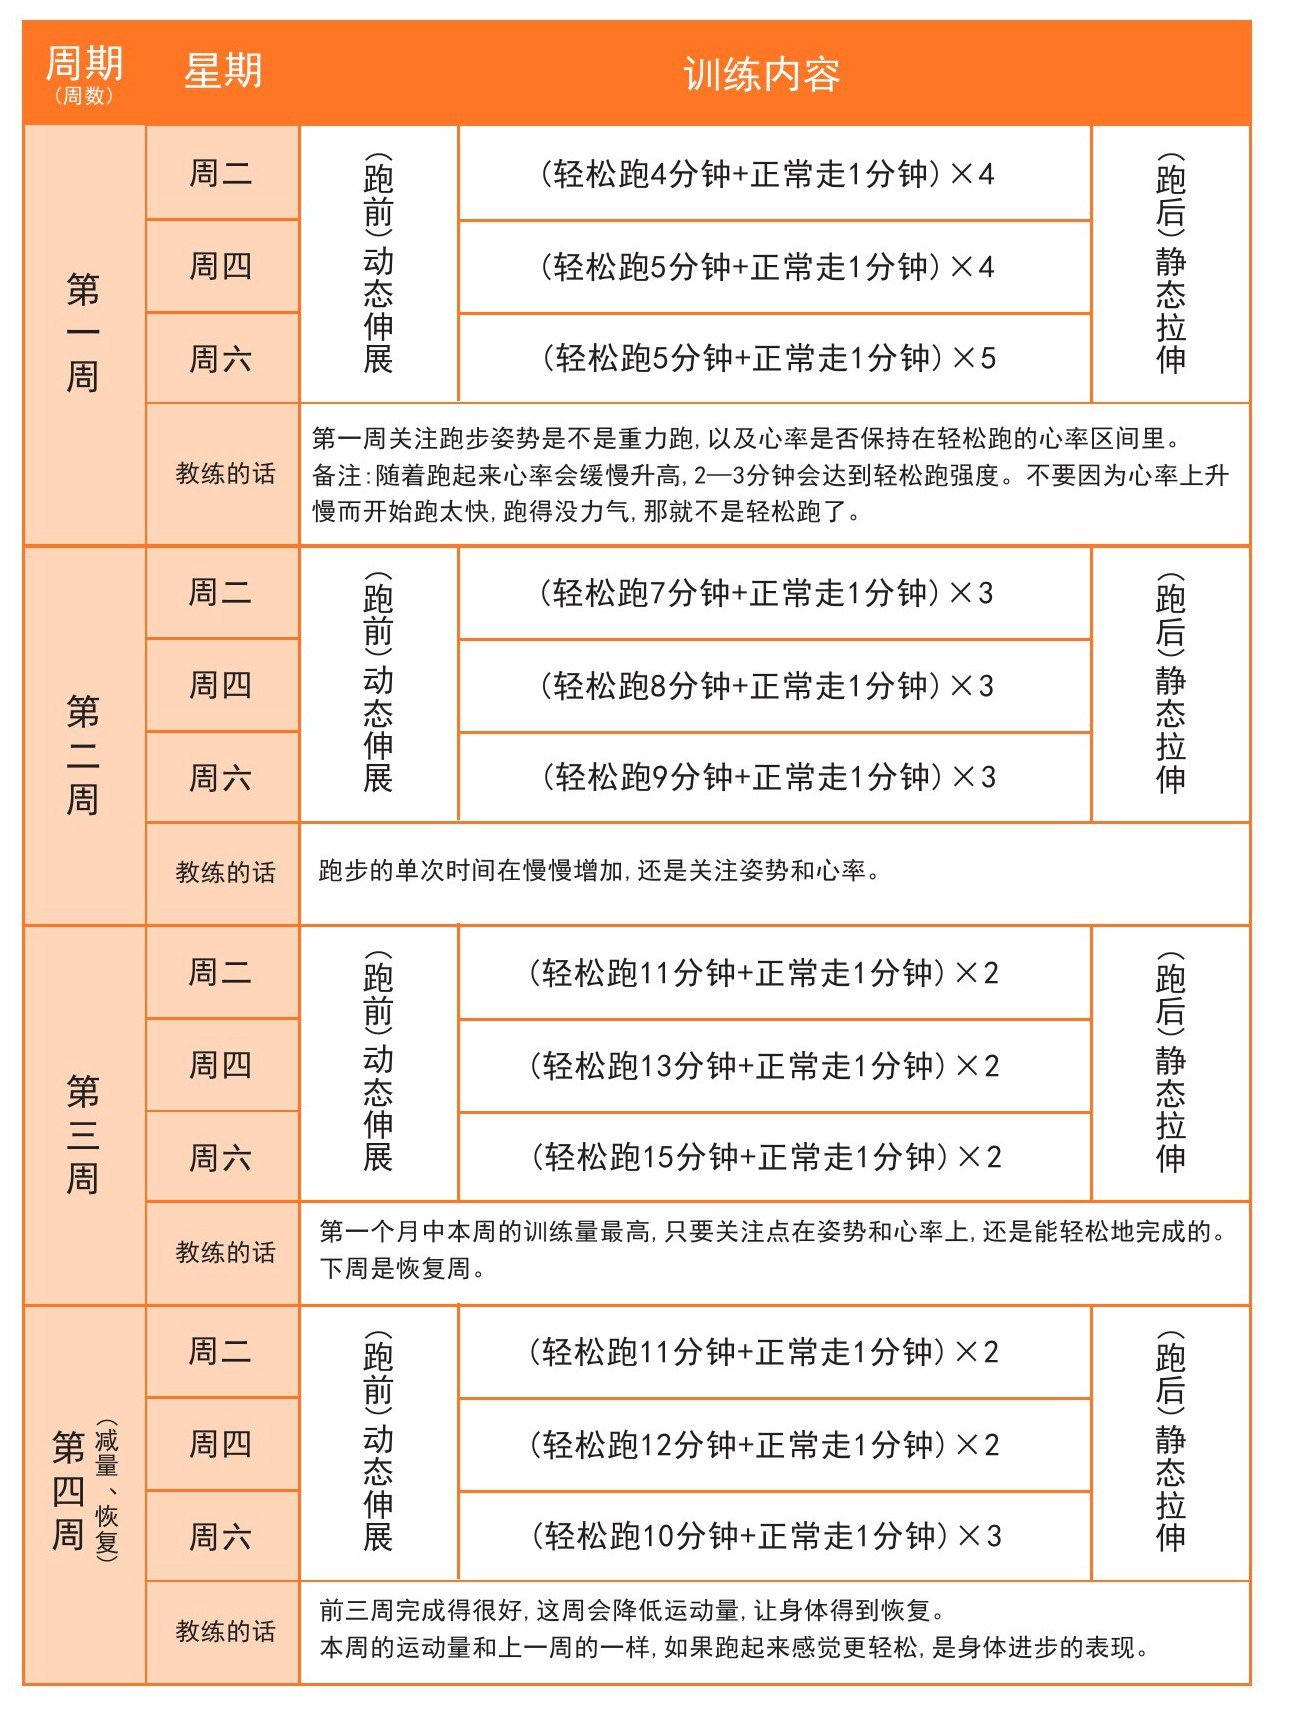 周期
（周数）
星期
训练内容
第一周
周二
（跑前）动态伸展
（轻松跑4分钟+正常走1分钟）×4
（跑后）静态拉伸
周四
（轻松跑5分钟+正常走1分钟）×4
周六
（轻松跑5分钟+正常走1分钟）×5
教练的话
第一周关注跑步姿势是不是重力跑，以及心率是否保持在轻松跑的心率区间里。
备注：随着跑起来心率会缓慢升高，2—3分钟会达到轻松跑强度。不要因为心率上升
慢而开始跑太快，跑得没力气，那就不是轻松跑了。
第二周
周二
（跑前）动态伸展
（轻松跑7分钟+正常走1分钟）×3
（跑后）静态拉伸
周四
（轻松跑8分钟+正常走1分钟）×3
周六
（轻松跑9分钟+正常走1分钟）×3
教练的话
跑步的单次时间在慢慢增加，还是关注姿势和心率。
第三周
周二
（跑前）动态伸展
（轻松跑11分钟+正常走1分钟）×2
（跑后）静态拉伸
周四
（轻松跑13分钟+正常走1分钟）×2
周六
（轻松跑15分钟+正常走1分钟）×2
教练的话
第一个月中本周的训练量最高，只要关注点在姿势和心率上，还是能轻松地完成的。
下周是恢复周。
第四周
（减量、恢复）
周二
（跑前）动态伸展
（轻松跑11分钟+正常走1分钟）×2
（跑后）静态拉伸
周四
（轻松跑12分钟+正常走1分钟）×2
周六
（轻松跑10分钟+正常走1分钟）×3
教练的话
前三周完成得很好，这周会降低运动量，让身体得到恢复。
本周的运动量和上一周的一样，如果跑起来感觉更轻松，是身体进步的表现。